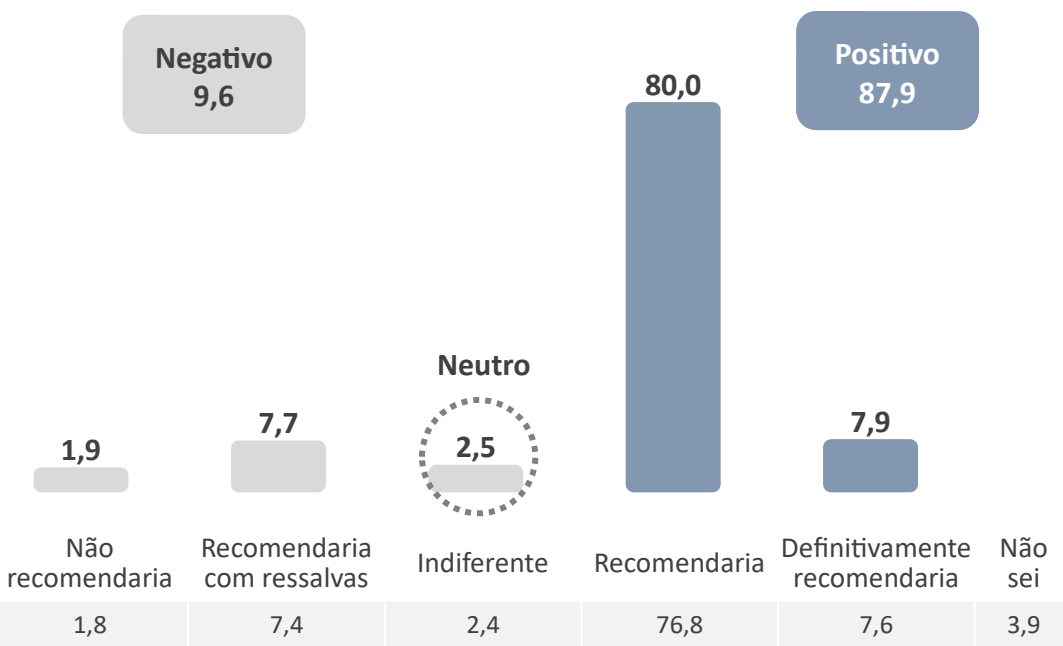 Negativo
9,6
Positivo
87,9
80,0
Neutro
1,9
7,7
2,5
7,9
Não
recomendaria
Recomendaria
com ressalvas
Indiferente
Recomendaria
Definitivamente
recomendaria
Não
sei
1,8
7,4
2,4
76,8
7,6
3,9